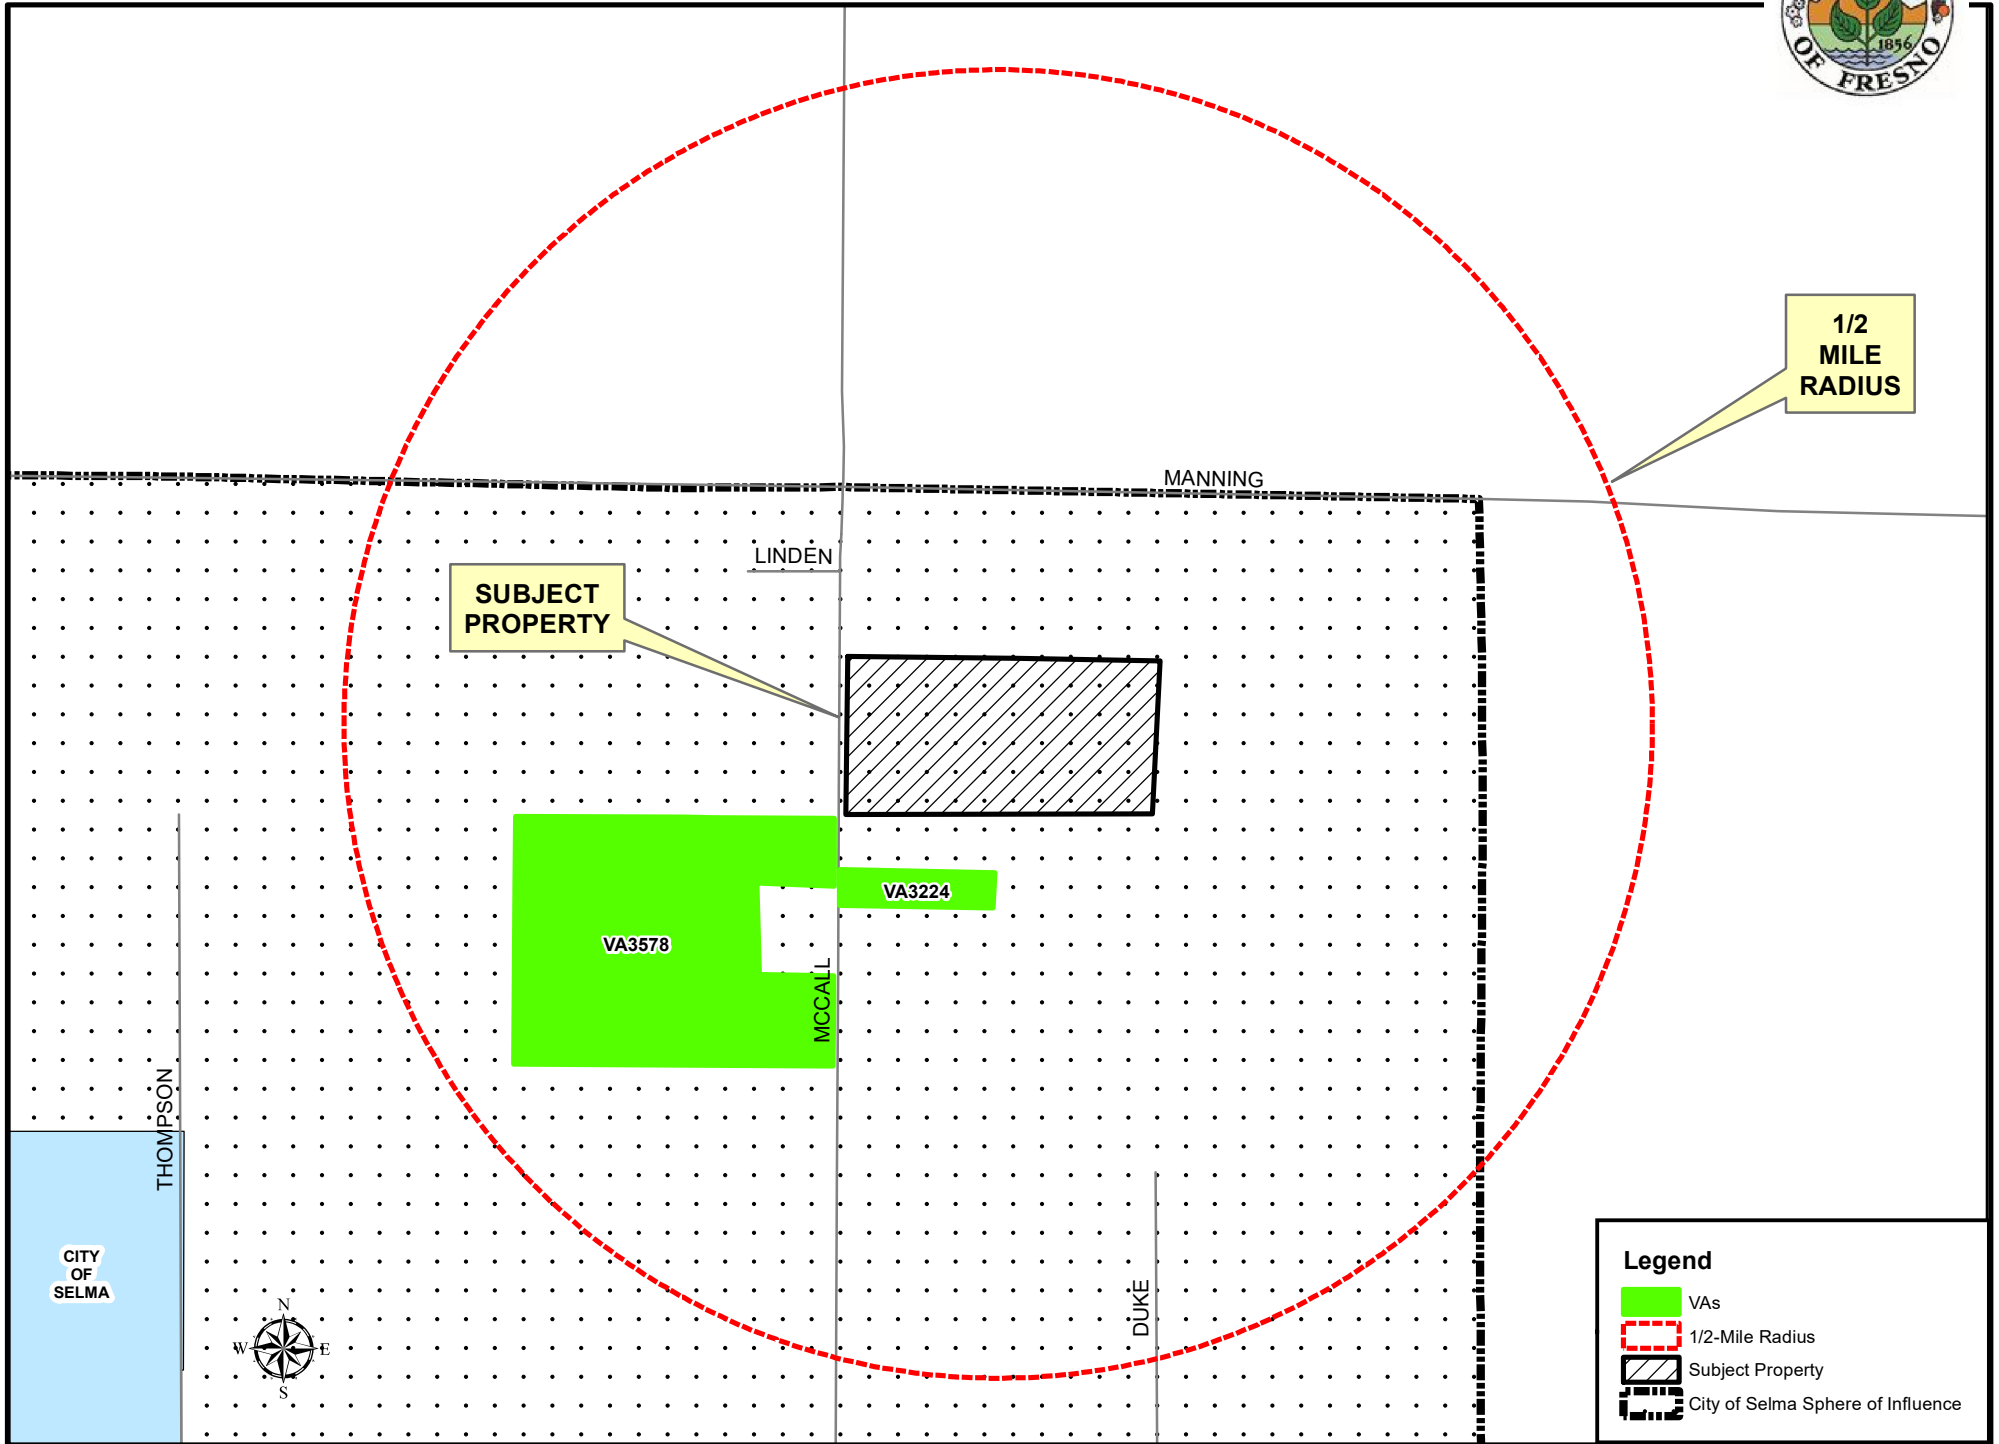 1856
OF FRESNO
1/2
MILE
RADIUS
MANNING
LINDEN
SUBJECT
PROPERTY
VA3224
VA3578
MCCALL
THOMPSON
CITY
OF
SELMA
DUKE
N
W
E
S
Legend
VAs
1/2-Mile Radius
Subject Property
City of Selma Sphere of Influence